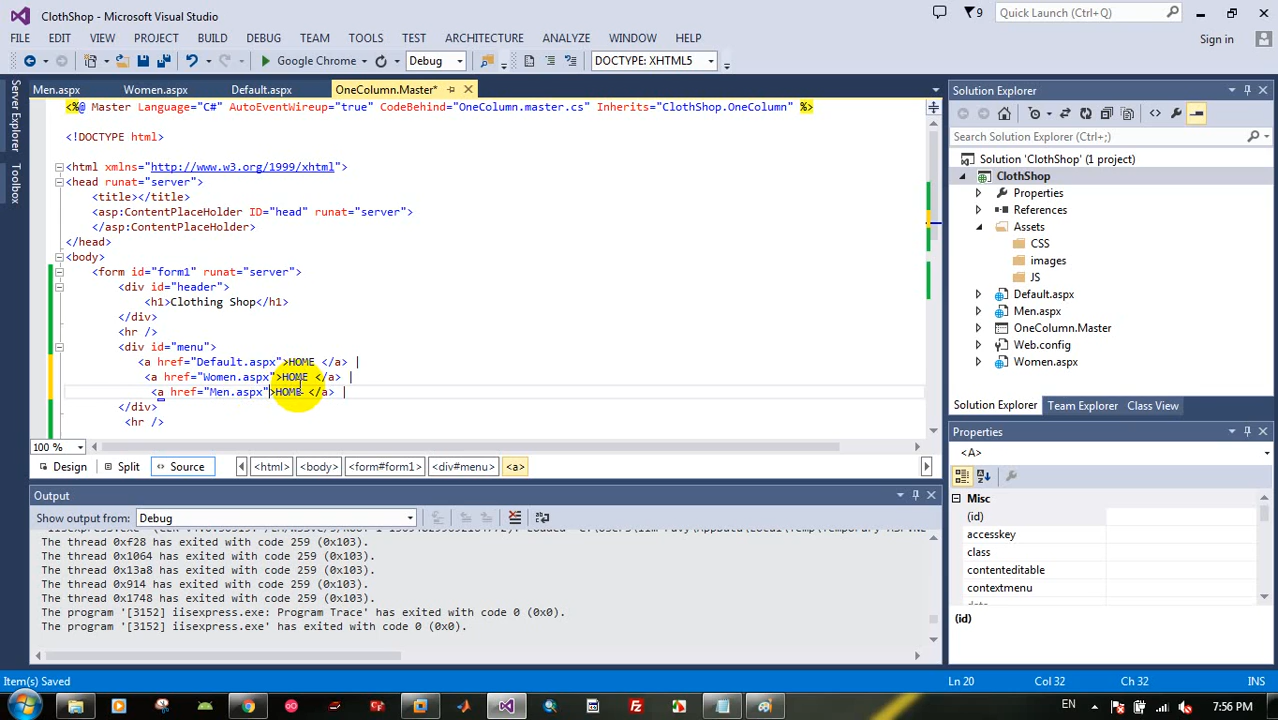 ClothShop - Microsoft Visual Studio
9
Quick Launch (Ctrl+Q)
FILE EDIT VIEW PROJECT BUILD DEBUG TEAM TOOLS TEST ARCHITECTURE ANALYZE WINDOW HELP
Sign in
Google Chrome
Debug
DOCTYPE: XHTML5
Server Explorer
Toolbox
Men.aspx
Women.aspx
Default.aspx
OneColumn.Master*
<%@ Master Language="C#" AutoEventWireup="true" CodeBehind="OneColumn.master.cs" Inherits="ClothShop.OneColumn" %>
<!DOCTYPE html>
<html xmlns="http://www.w3.org/1999/xhtml">
<head runat="server">
<title></title>
<asp:ContentPlaceHolder ID="head" runat="server">
</asp:ContentPlaceHolder>
</head>
<body>
<form id="form1" runat="server">
<div id="header">
<h1>Clothing Shop</h1>
</div>
<hr />
<div id="menu">
<a href="Default.aspx">HOME </a> |
<a href="Women.aspx">HOME </a> |
<a href="Men.aspx">HOME </a> |
</div>
<hr />
100 %
Design
Split
Source
<html>
<body>
<form#form1>
<div#menu>
<a>
Output
Show output from:
Debug
The thread 0xf28 has exited with code 259 (0x103).
The thread 0x1064 has exited with code 259 (0x103).
The thread 0x13a8 has exited with code 259 (0x103).
The thread 0x914 has exited with code 259 (0x103).
The thread 0x1748 has exited with code 259 (0x103).
The program '[3152] iisexpress.exe: Program Trace' has exited with code 0 (0x0).
The program '[3152] iisexpress.exe' has exited with code 0 (0x0).
Solution Explorer
Search Solution Explorer (Ctrl+;)
Solution 'ClothShop' (1 project)
ClothShop
Properties
References
Assets
CSS
images
JS
Default.aspx
Men.aspx
OneColumn.Master
Web.config
Women.aspx
Solution Explorer
Team Explorer
Class View
Properties
<A>
Misc
(id)
accesskey
class
contenteditable
contextmenu
(id)
Item(s) Saved
Ln 20
Col 32
Ch 32
INS
EN
7:56 PM